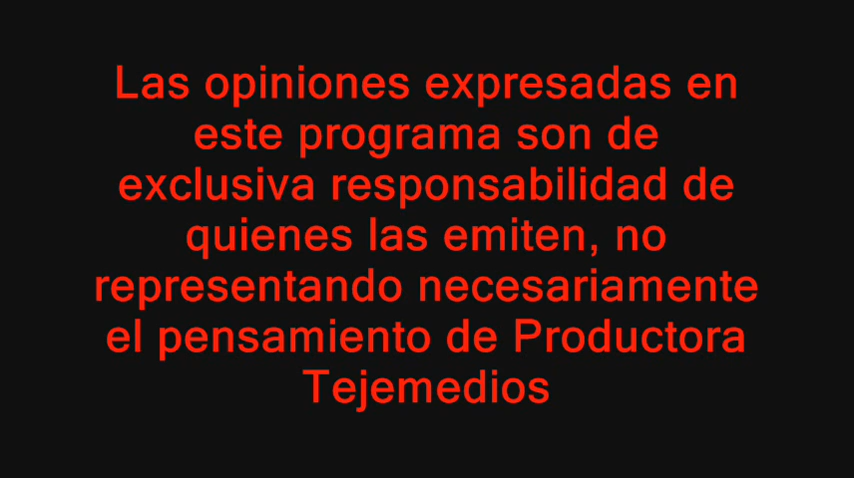 Las opiniones expresadas en
este programa son de
exclusiva responsabilidad de
quienes las emiten, no
representando necesariamente
el pensamiento de Productora
Tejemedios